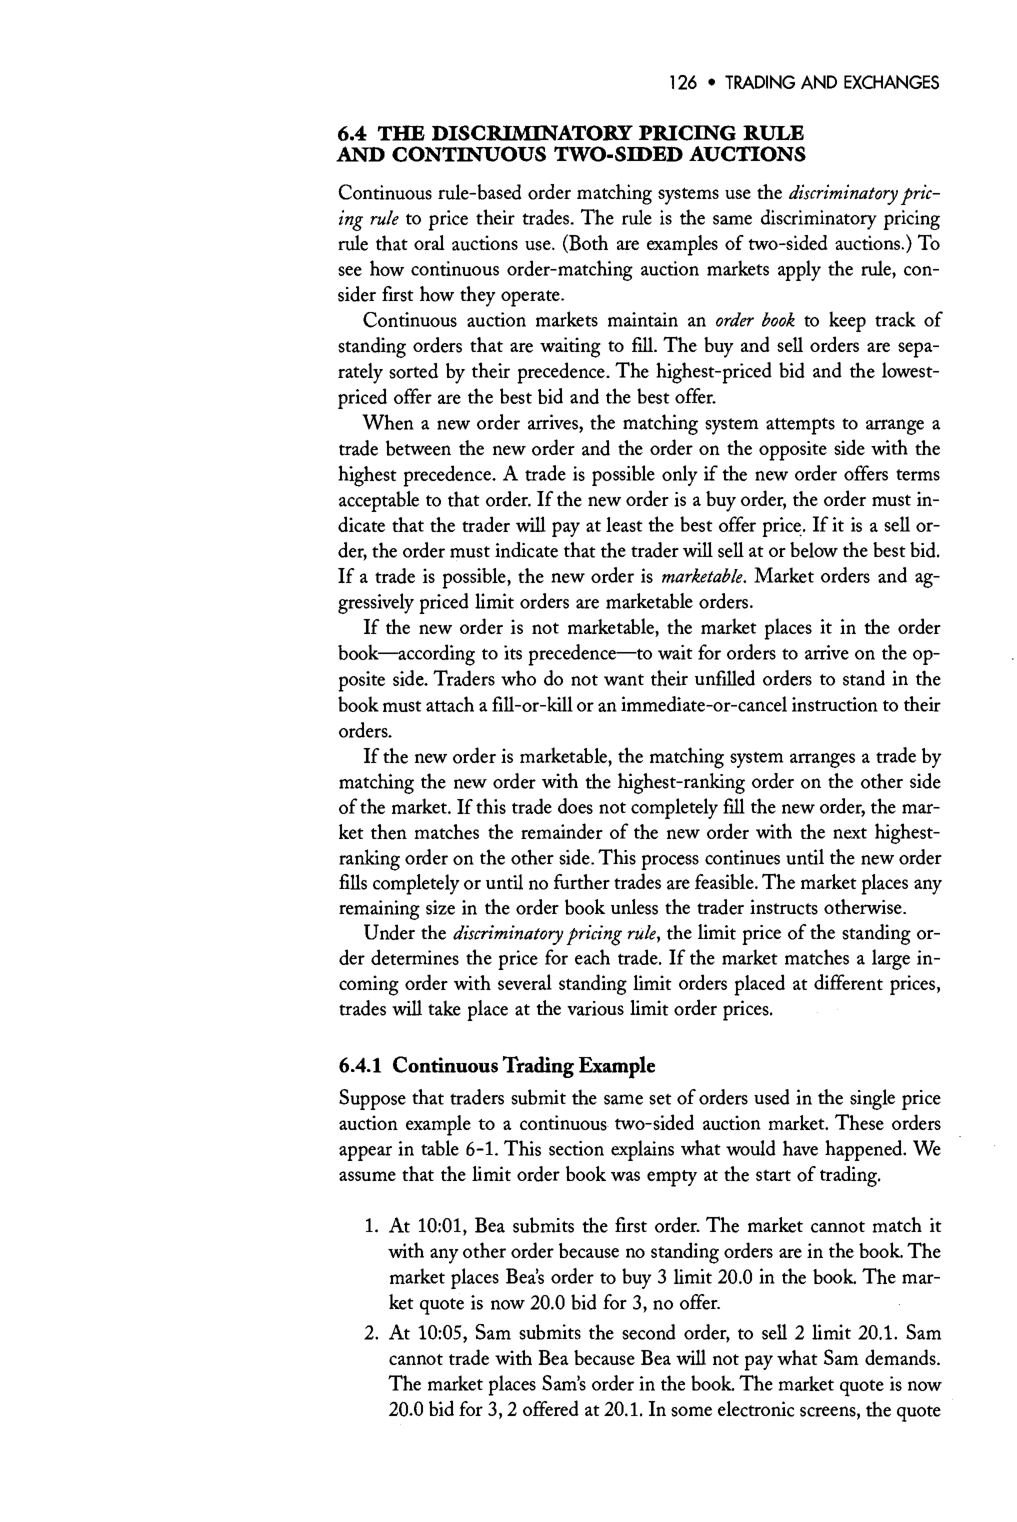 126 • TRADING AND EXCHANGES
6.4 THE DISCRIMINATORY PRICING RULE
AND CONTINUOUS TWO-SIDED AUCTIONS
Continuous rule-based order matching systems use the discriminatory pric-
ing rule to price their trades. The rule is the same discriminatory pricing
rule that oral auctions use. (Both are examples of two-sided auctions.) To
see how continuous order-matching auction markets apply the rule, con-
sider first how they operate.
Continuous auction markets maintain an order book to keep track of
standing orders that are waiting to fill. The buy and sell orders are sepa-
rately sorted by their precedence. The highest-priced bid and the lowest-
priced offer are the best bid and the best offer.
When a new order arrives, the matching system attempts to arrange a
trade between the new order and the order on the opposite side with the
highest precedence. A trade is possible only if the new order offers terms
acceptable to that order. If the new order is a buy order, the order must in-
dicate that the trader will pay at least the best offer price. If it is a sell or-
der, the order must indicate that the trader will sell at or below the best bid.
If a trade is possible, the new order is marketable. Market orders and ag-
gressively priced limit orders are marketable orders.
If the new order is not marketable, the market places it in the order
book—according to its precedence—to wait for orders to arrive on the op-
posite side. Traders who do not want their unfilled orders to stand in the
book must attach a fill-or-kill or an immediate-or-cancel instruction to their
orders.
If the new order is marketable, the matching system arranges a trade by
matching the new order with the highest-ranking order on the other side
of the market. If this trade does not completely fill the new order, the mar-
ket then matches the remainder of the new order with the next highest-
ranking order on the other side. This process continues until the new order
fills completely or until no further trades are feasible. The market places any
remaining size in the order book unless the trader instructs otherwise.
Under the discriminatory pricing rule, the limit price of the standing or-
der determines the price for each trade. If the market matches a large in-
coming order with several standing limit orders placed at different prices,
trades will take place at the various limit order prices.
6.4.1 Continuous Trading Example
Suppose that traders submit the same set of orders used in the single price
auction example to a continuous two-sided auction market. These orders
appear in table 6-1. This section explains what would have happened. We
assume that the limit order book was empty at the start of trading.
1. At 10:01, Bea submits the first order. The market cannot match it
with any other order because no standing orders are in the book. The
market places Bea's order to buy 3 limit 20.0 in the book. The mar-
ket quote is now 20.0 bid for 3, no offer.
2. At 10:05, Sam submits the second order, to sell 2 limit 20.1. Sam
cannot trade with Bea because Bea will not pay what Sam demands.
The market places Sam's order in the book. The market quote is now
20.0 bid for 3, 2 offered at 20.1. In some electronic screens, the quote